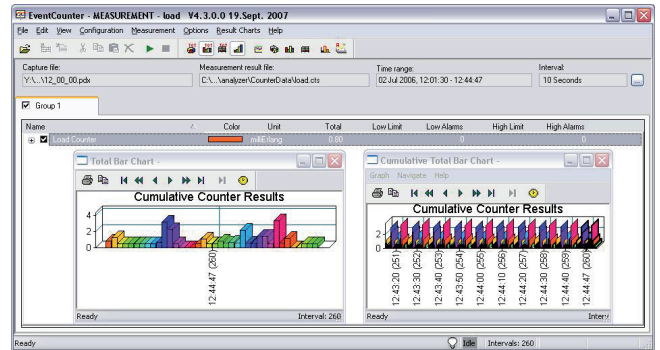 EventCounter - MEASUREMENT - load V4.3.0.0 19.Sept. 2007
File Edit View Configuration Measurement Options Result Charts Help
Capture file: Measurement result file: Time range: Interval:
Y:\...\12_00_00.pdx C:\...\analyzer\CounterData\load.cts 02 Jul 2006, 12:01:30 - 12:44:47 10 Seconds ...
Group 1
Name Color Unit Total Low Limit Low Alarms High Limit High Alarms
Load Counter milliErlang 0.80 0 0
Total Bar Chart -
Cumulative Counter Results
4
2
0
12:44:47 (260)
Ready Interval: 260
Cumulative Total Bar Chart -
Graph Navigate Help
Cumulative Counter Results
2
0
12:43:20 (251)
12:43:30 (252)
12:43:40 (253)
12:43:50 (254)
12:44:00 (255)
12:44:10 (256)
12:44:20 (257)
12:44:30 (258)
12:44:40 (259)
12:44:47 (260)
Ready Interv
Ready Idle Intervals: 260